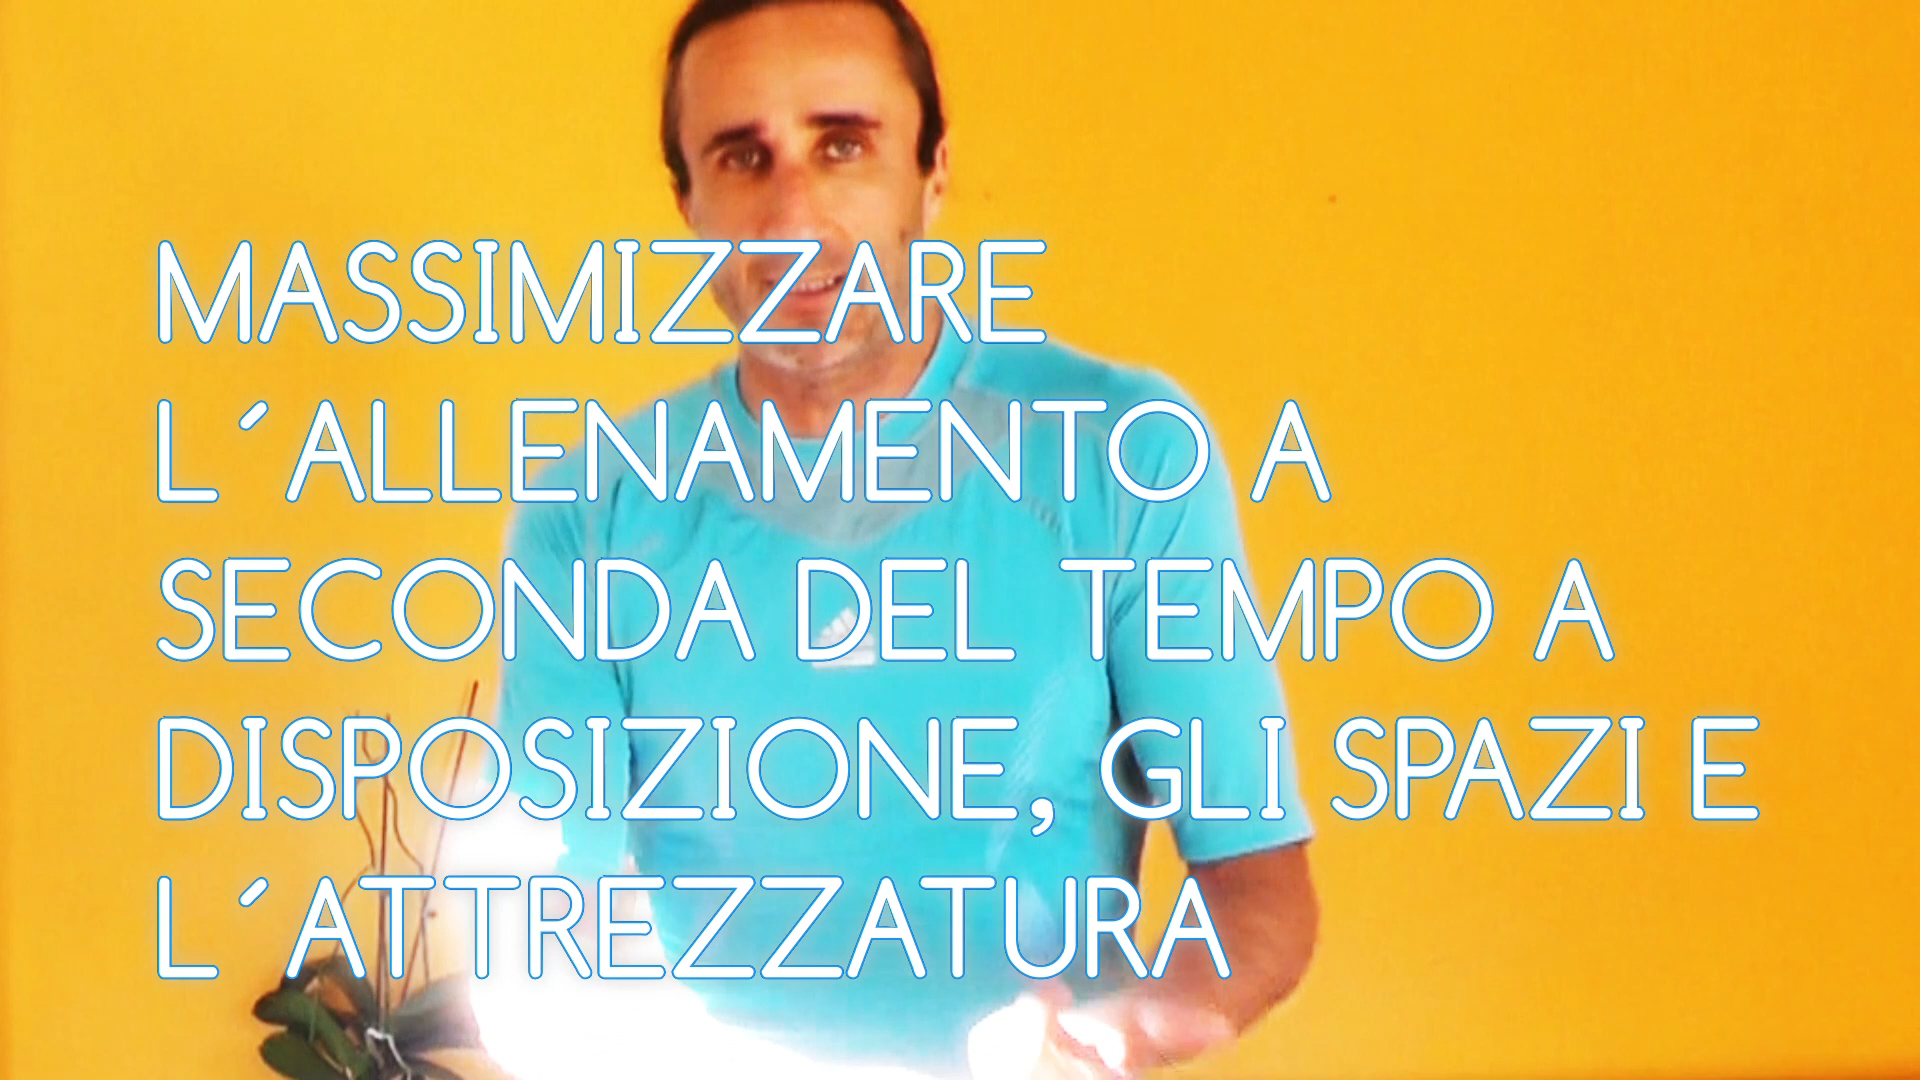 MASSIMIZZARE
L´ALLENAMENTO A
SECONDA DEL TEMPO A
DISPOSIZIONE, GLI SPAZI E
L´ATTREZZATURA